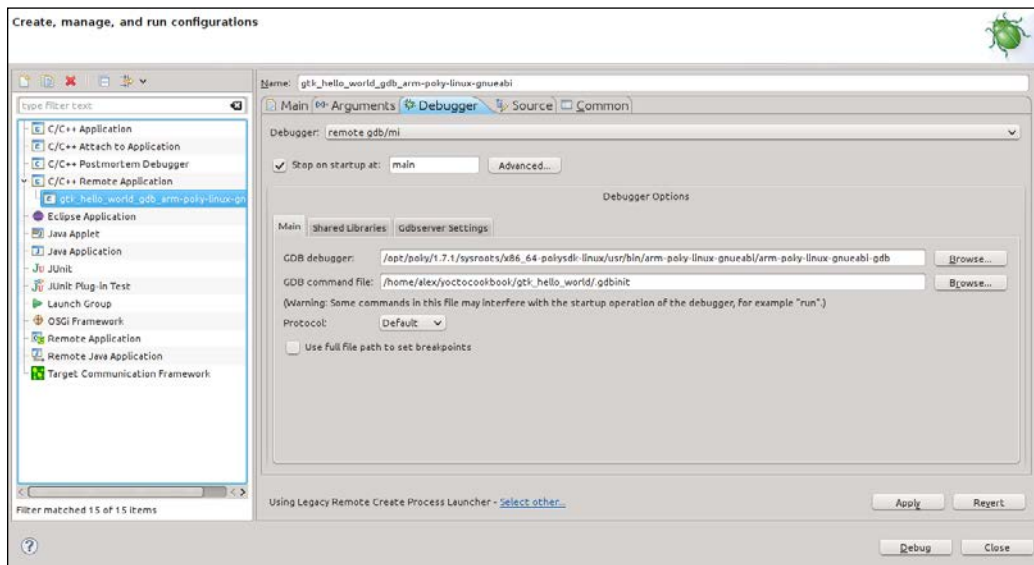 Create, manage, and run configurations
type filter text
C/C++ Application
C/C++ Attach to Application
C/C++ Postmortem Debugger
C/C++ Remote Application
gtk_hello_world_gdb_arm-poky-linux-gn
Eclipse Application
Java Applet
Java Application
JUnit
JUnit Plug-in Test
Launch Group
OSGi Framework
Remote Application
Remote Java Application
Target Communication Framework
Filter matched 15 of 15 items
Name: gtk_hello_world_gdb_arm-poky-linux-gnueabi
Main Arguments Debugger Source Common
Debugger: remote gdb/mi
Stop on startup at: main Advanced...
Debugger Options
Main Shared Libraries Gdbserver Settings
GDB debugger: /opt/poky/1.7.1/sysroots/x86_64-pokysdk-linux/usr/bin/arm-poky-linux-gnueabi/arm-poky-linux-gnueabi-gdb Browse...
GDB command file: /home/alex/yoctocookbook/gtk_hello_world/.gdbinit Browse...
(Warning: Some commands in this file may interfere with the startup operation of the debugger, for example "run".)
Protocol: Default
Use full file path to set breakpoints
Using Legacy Remote Create Process Launcher - Select other...
Apply Revert
Debug Close